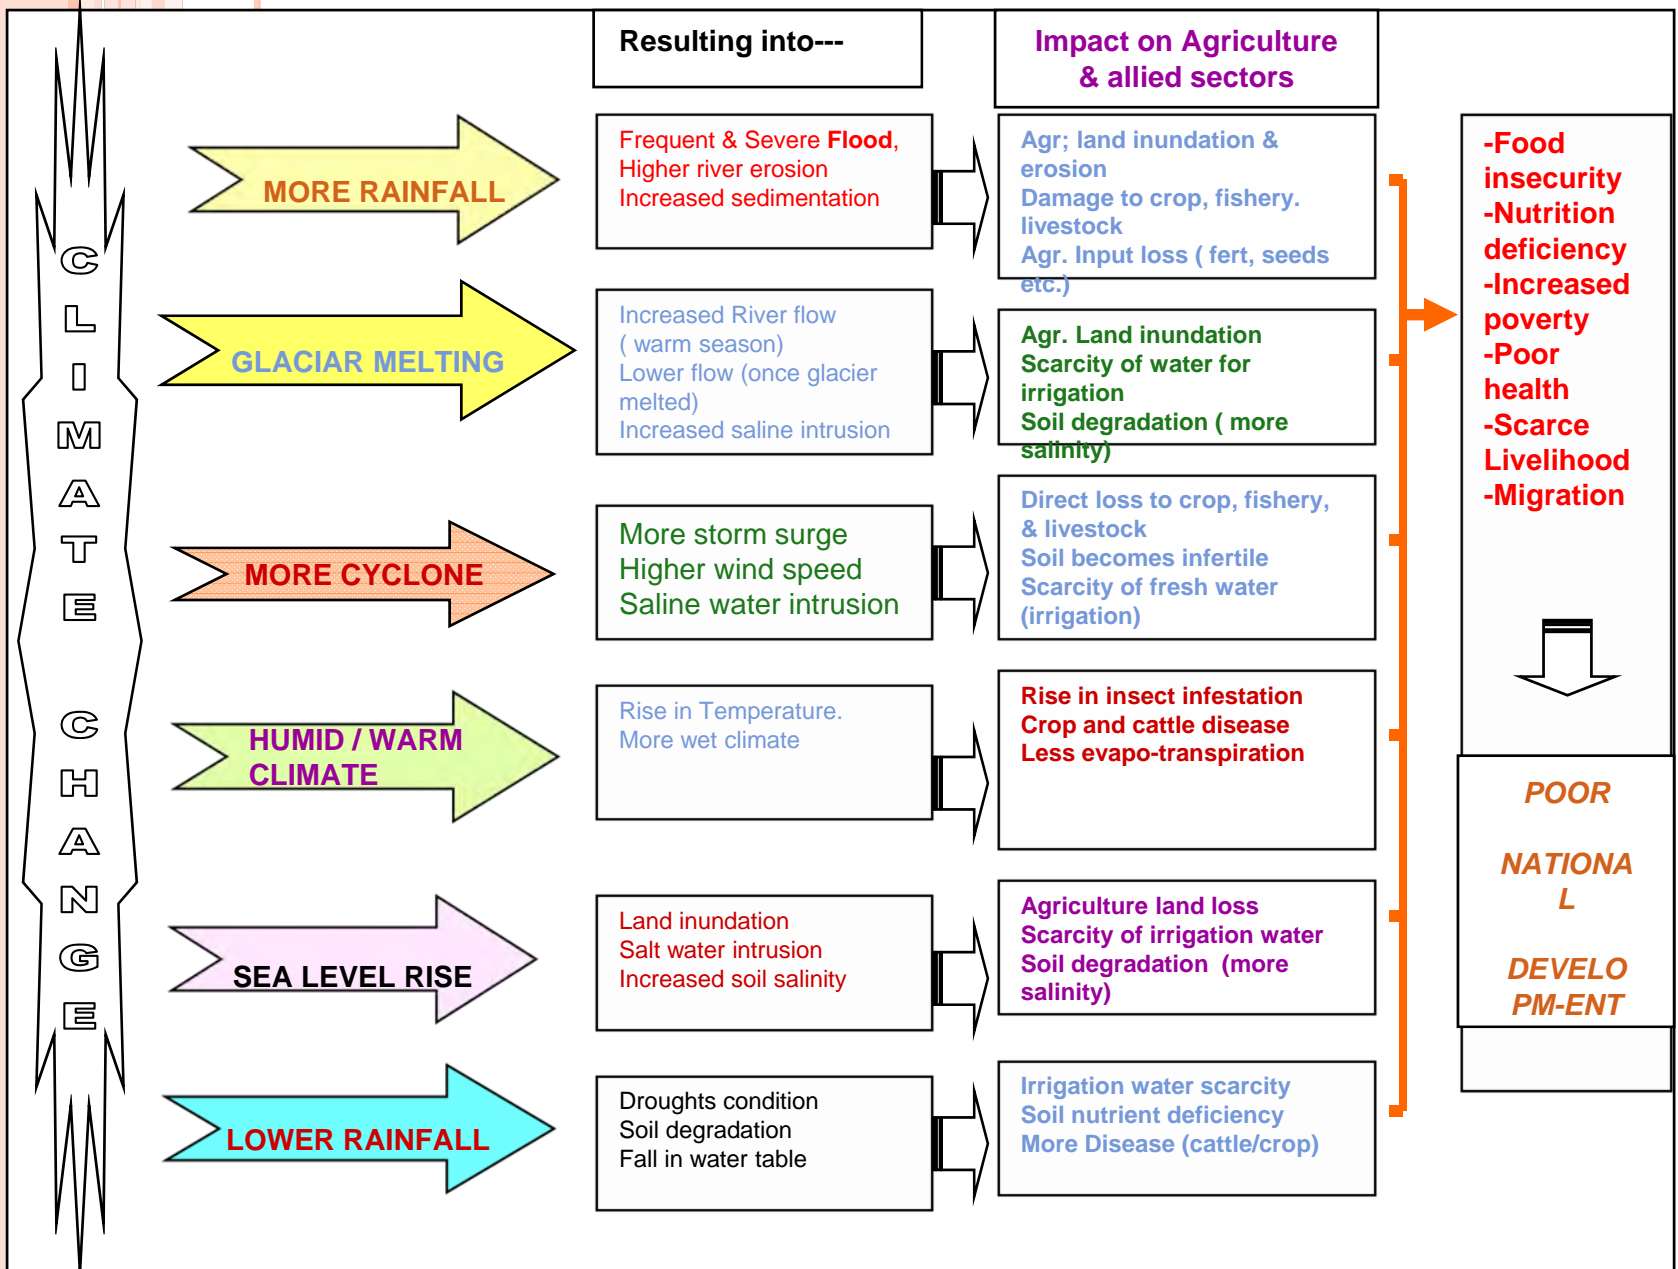 Resulting into---
Impact on Agriculture
& allied sectors
CLIMATE CHANGE
MORE RAINFALL
Frequent & Severe Flood,
Higher river erosion
Increased sedimentation
Agr; land inundation &
erosion
Damage to crop, fishery.
livestock
Agr. Input loss ( fert, seeds
etc.)
GLACIAR MELTING
Increased River flow
( warm season)
Lower flow (once glacier
melted)
Increased saline intrusion
Agr. Land inundation
Scarcity of water for
irrigation
Soil degradation ( more
salinity)
MORE CYCLONE
More storm surge
Higher wind speed
Saline water intrusion
Direct loss to crop, fishery,
& livestock
Soil becomes infertile
Scarcity of fresh water
(irrigation)
HUMID / WARM
CLIMATE
Rise in Temperature.
More wet climate
Rise in insect infestation
Crop and cattle disease
Less evapo-transpiration
SEA LEVEL RISE
Land inundation
Salt water intrusion
Increased soil salinity
Agriculture land loss
Scarcity of irrigation water
Soil degradation (more
salinity)
LOWER RAINFALL
Droughts condition
Soil degradation
Fall in water table
Irrigation water scarcity
Soil nutrient deficiency
More Disease (cattle/crop)
-Food
insecurity
-Nutrition
deficiency
-Increased
poverty
-Poor
health
-Scarce
Livelihood
-Migration
POOR
NATIONA
L
DEVELO
PM-ENT